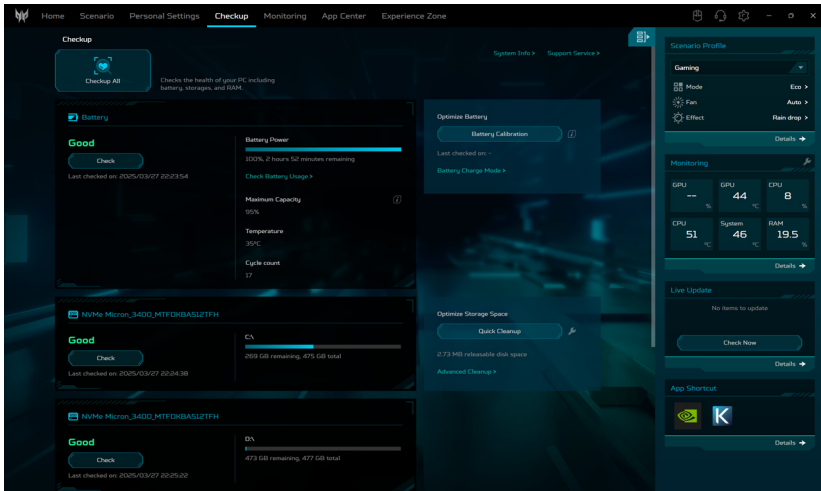 Home Scenario Personal Settings Checkup Monitoring App Center Experience Zone
Checkup
System Info > Support Service >
Checkup All
Checks the health of your PC including
battery, storages, and RAM.
Battery
Good
Check
Last checked on: 2025/03/27 22:23:54
Battery Power
100%, 2 hours 52 minutes remaining
Check Battery Usage >
Maximum Capacity
95%
Temperature
35°C
Cycle count
17
Optimize Battery
Battery Calibration
Last checked on: -
Battery Charge Mode >
NVMe Micron_3400_MTFDKBA512TFH
Good
Check
Last checked on: 2025/03/27 22:24:38
C:\
269 GB remaining, 475 GB total
Optimize Storage Space
Quick Cleanup
2.73 MB releasable disk space
Advanced Cleanup >
NVMe Micron_3400_MTFDKBA512TFH
Good
Check
Last checked on: 2025/03/27 22:25:22
D:\
473 GB remaining, 477 GB total
Scenario Profile
Gaming
Mode Eco >
Fan Auto >
Effect Rain drop >
Details →
Monitoring
GPU GPU CPU
-- 44 8
% °C %
CPU System RAM
51 46 19.5
°C °C %
Details →
Live Update
No items to update
Check Now
Details →
App Shortcut
K
Details →